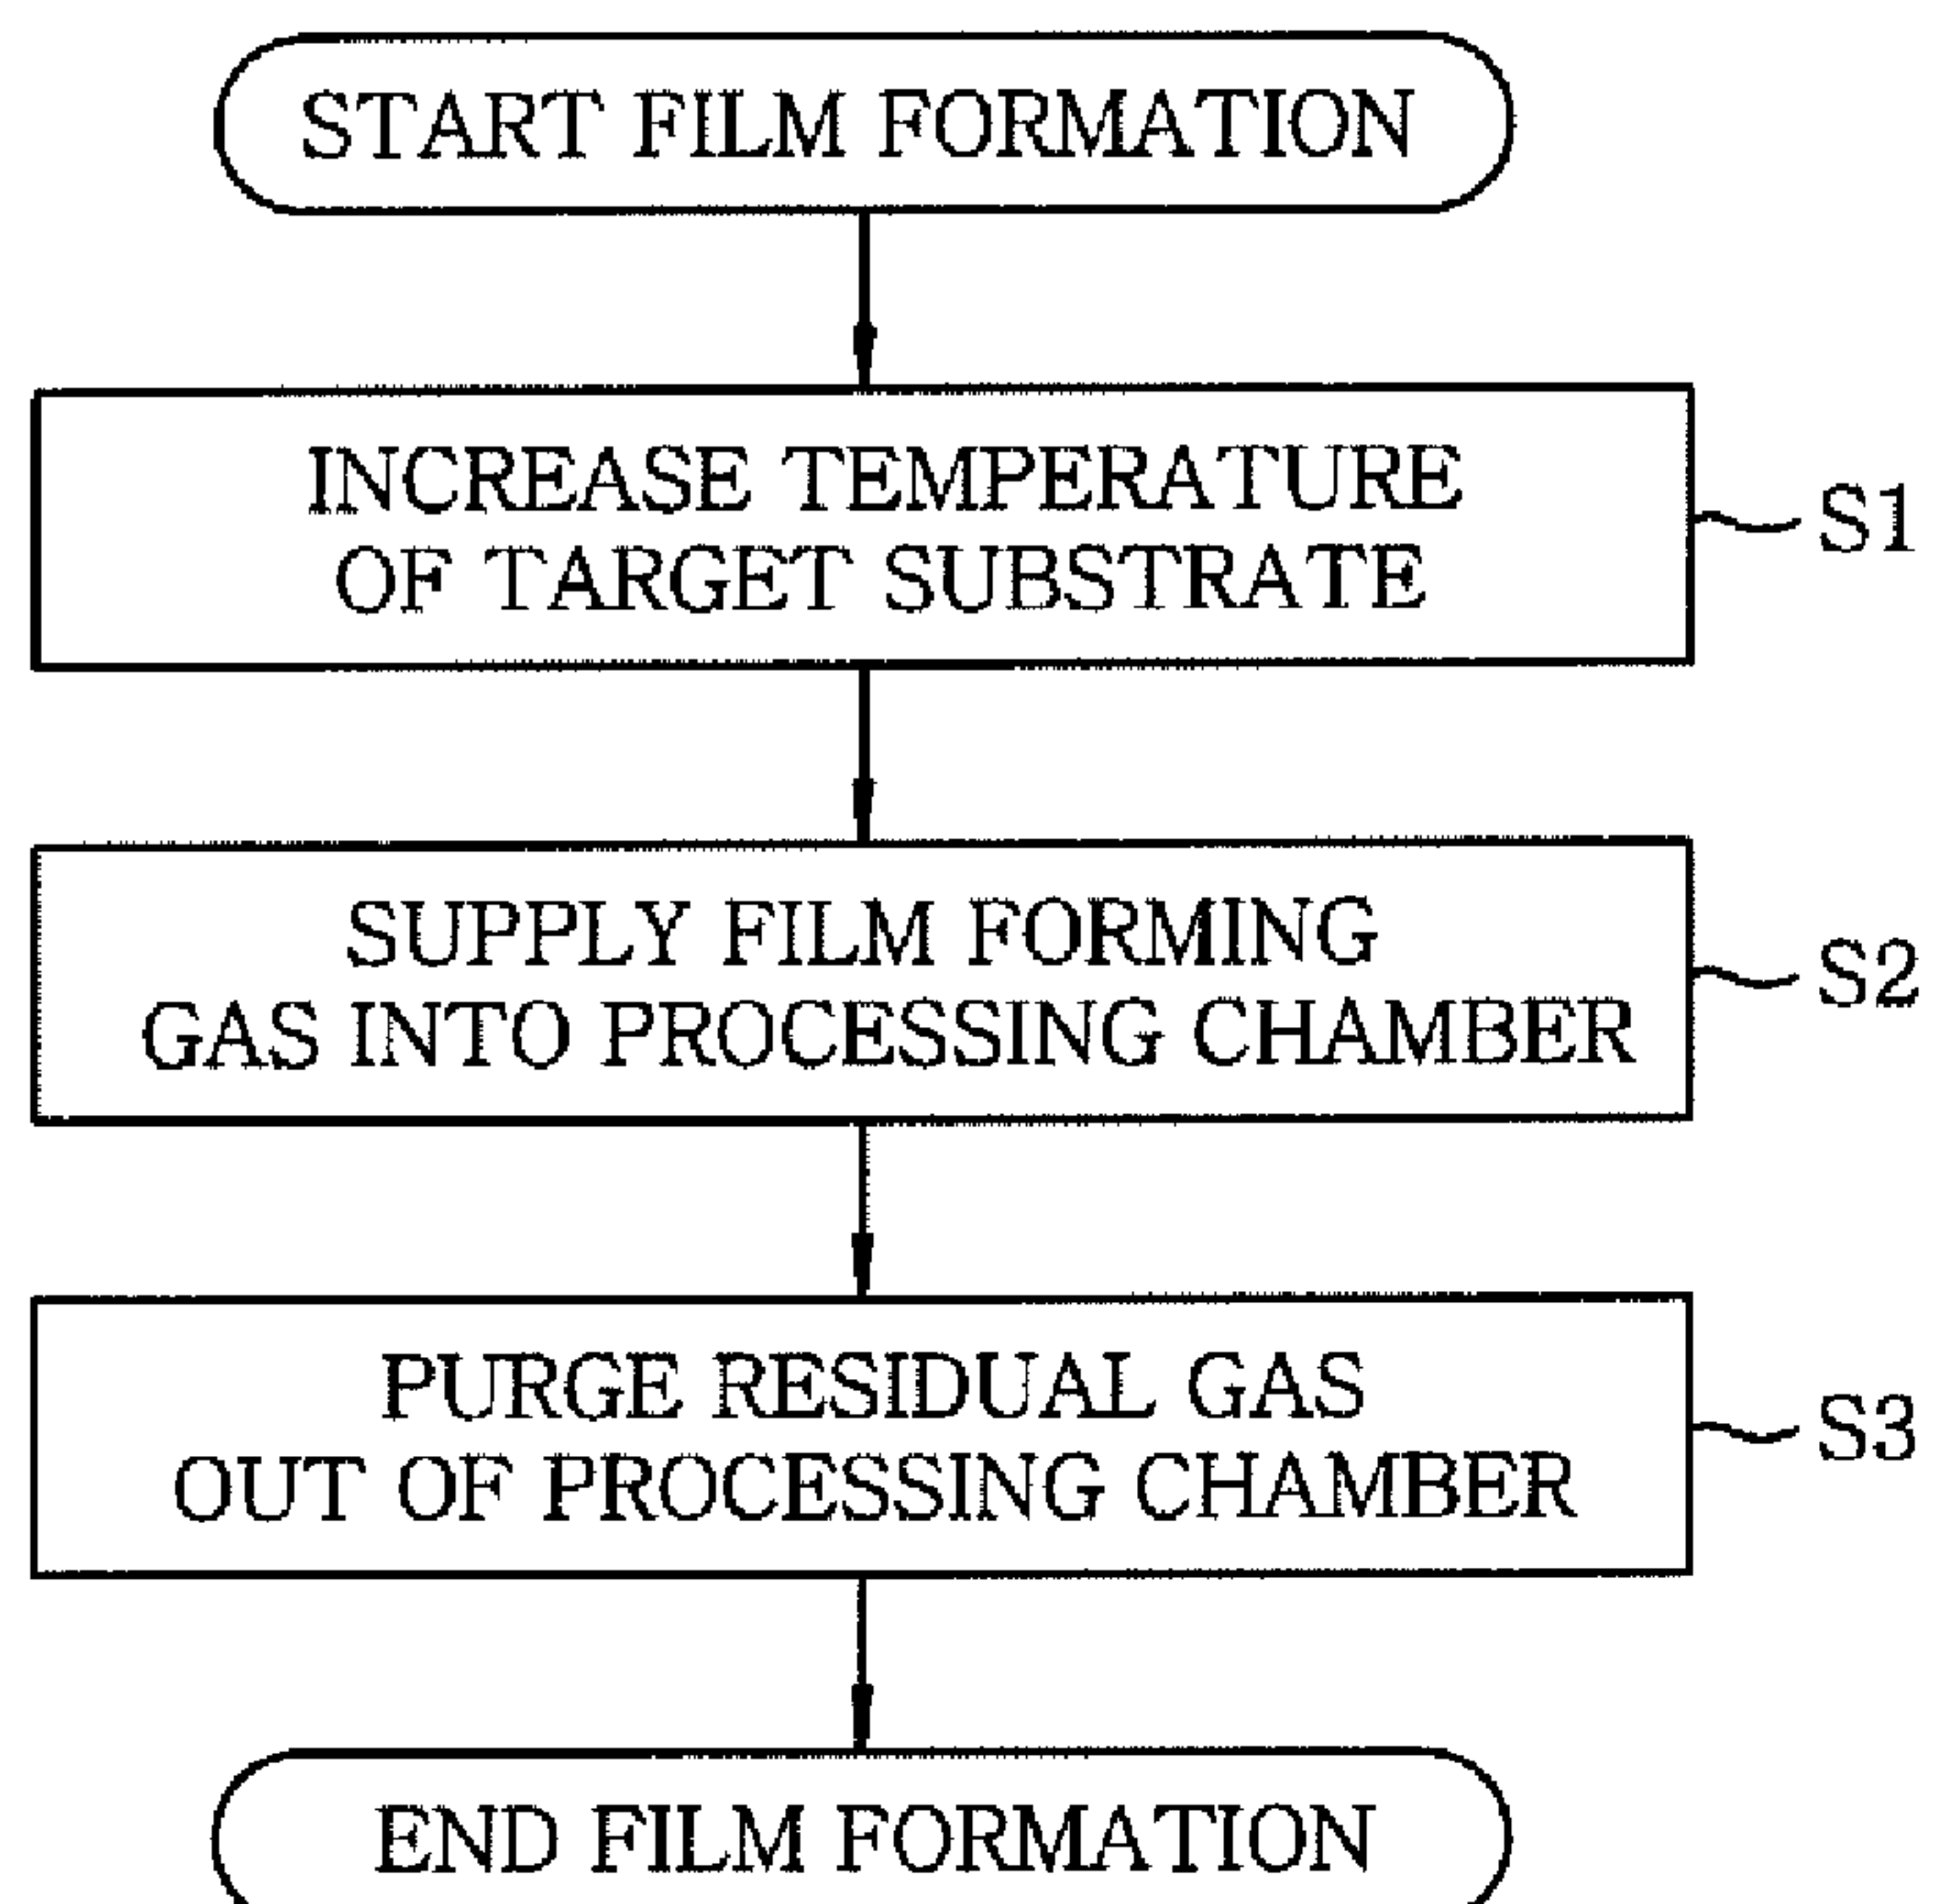 START FILM FORMATION
INCREASE TEMPERATURE
OF TARGET SUBSTRATE
S1
SUPPLY FILM FORMING
GAS INTO PROCESSING CHAMBER
S2
PURGE RESIDUAL GAS
OUT OF PROCESSING CHAMBER
S3
END FILM FORMATION